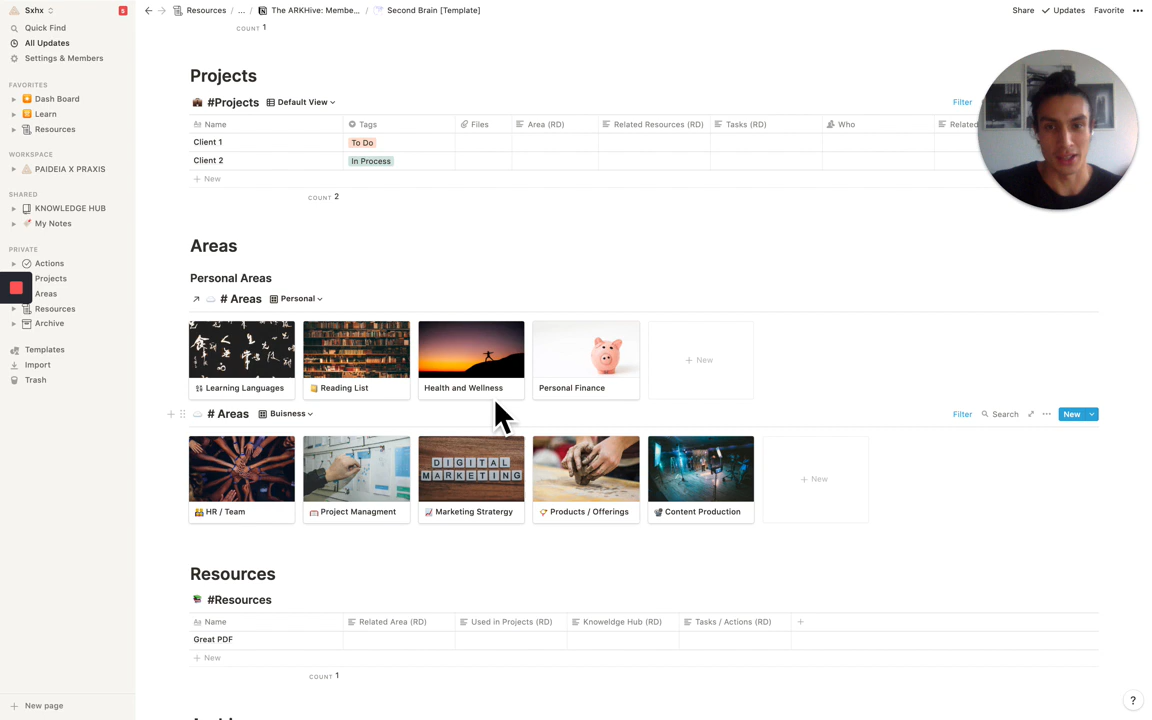 Sxhx
S
Resources / ... / The ARKHive: Membe... / Second Brain [Template]
Share Updates Favorite •••
Quick Find
All Updates
Settings & Members
FAVORITES
Dash Board
Learn
Resources
WORKSPACE
PAIDEIA X PRAXIS
SHARED
KNOWLEDGE HUB
My Notes
PRIVATE
Actions
Projects
Areas
Resources
Archive
Templates
Import
Trash
+ New page
COUNT 1
Projects
#Projects Default View
Filter
Aa Name Tags Files Area (RD) Related Resources (RD) Tasks (RD) Who Related
Client 1 To Do
Client 2 In Process
+ New
COUNT 2
Areas
Personal Areas
# Areas Personal
Learning Languages Reading List Health and Wellness Personal Finance + New
# Areas Buisness
Filter Search ••• New
DIGITAL
MARKETING
HR / Team Project Managment Marketing Stratergy Products / Offerings Content Production + New
Resources
#Resources
Aa Name Related Area (RD) Used in Projects (RD) Knoweldge Hub (RD) Tasks / Actions (RD) +
Great PDF
+ New
COUNT 1
?